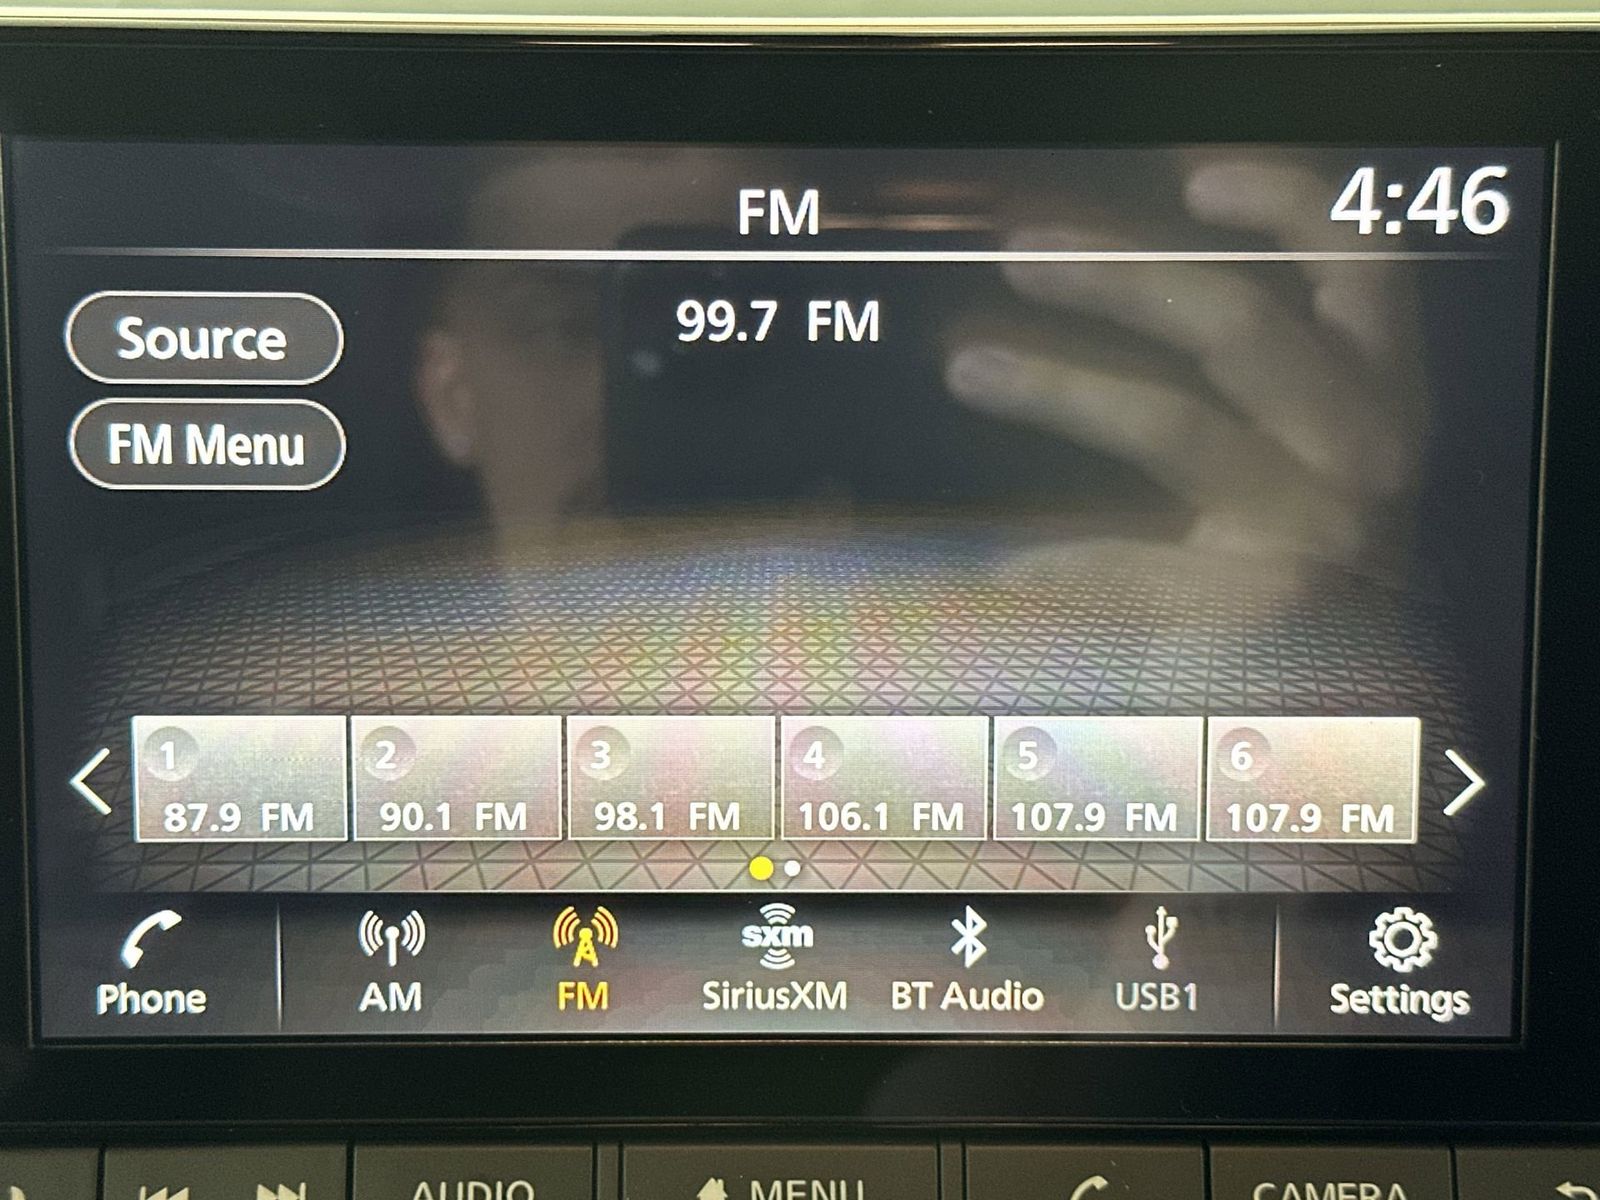 FM
4:46
Source
99.7 FM
FM Menu
1
2
3
4
5
6
87.9 FM
90.1 FM
98.1 FM
106.1 FM
107.9 FM
107.9 FM
sxm
Phone
AM
FM
SiriusXM
BT Audio
USB1
Settings
AUDIO
MENU
CAMERA